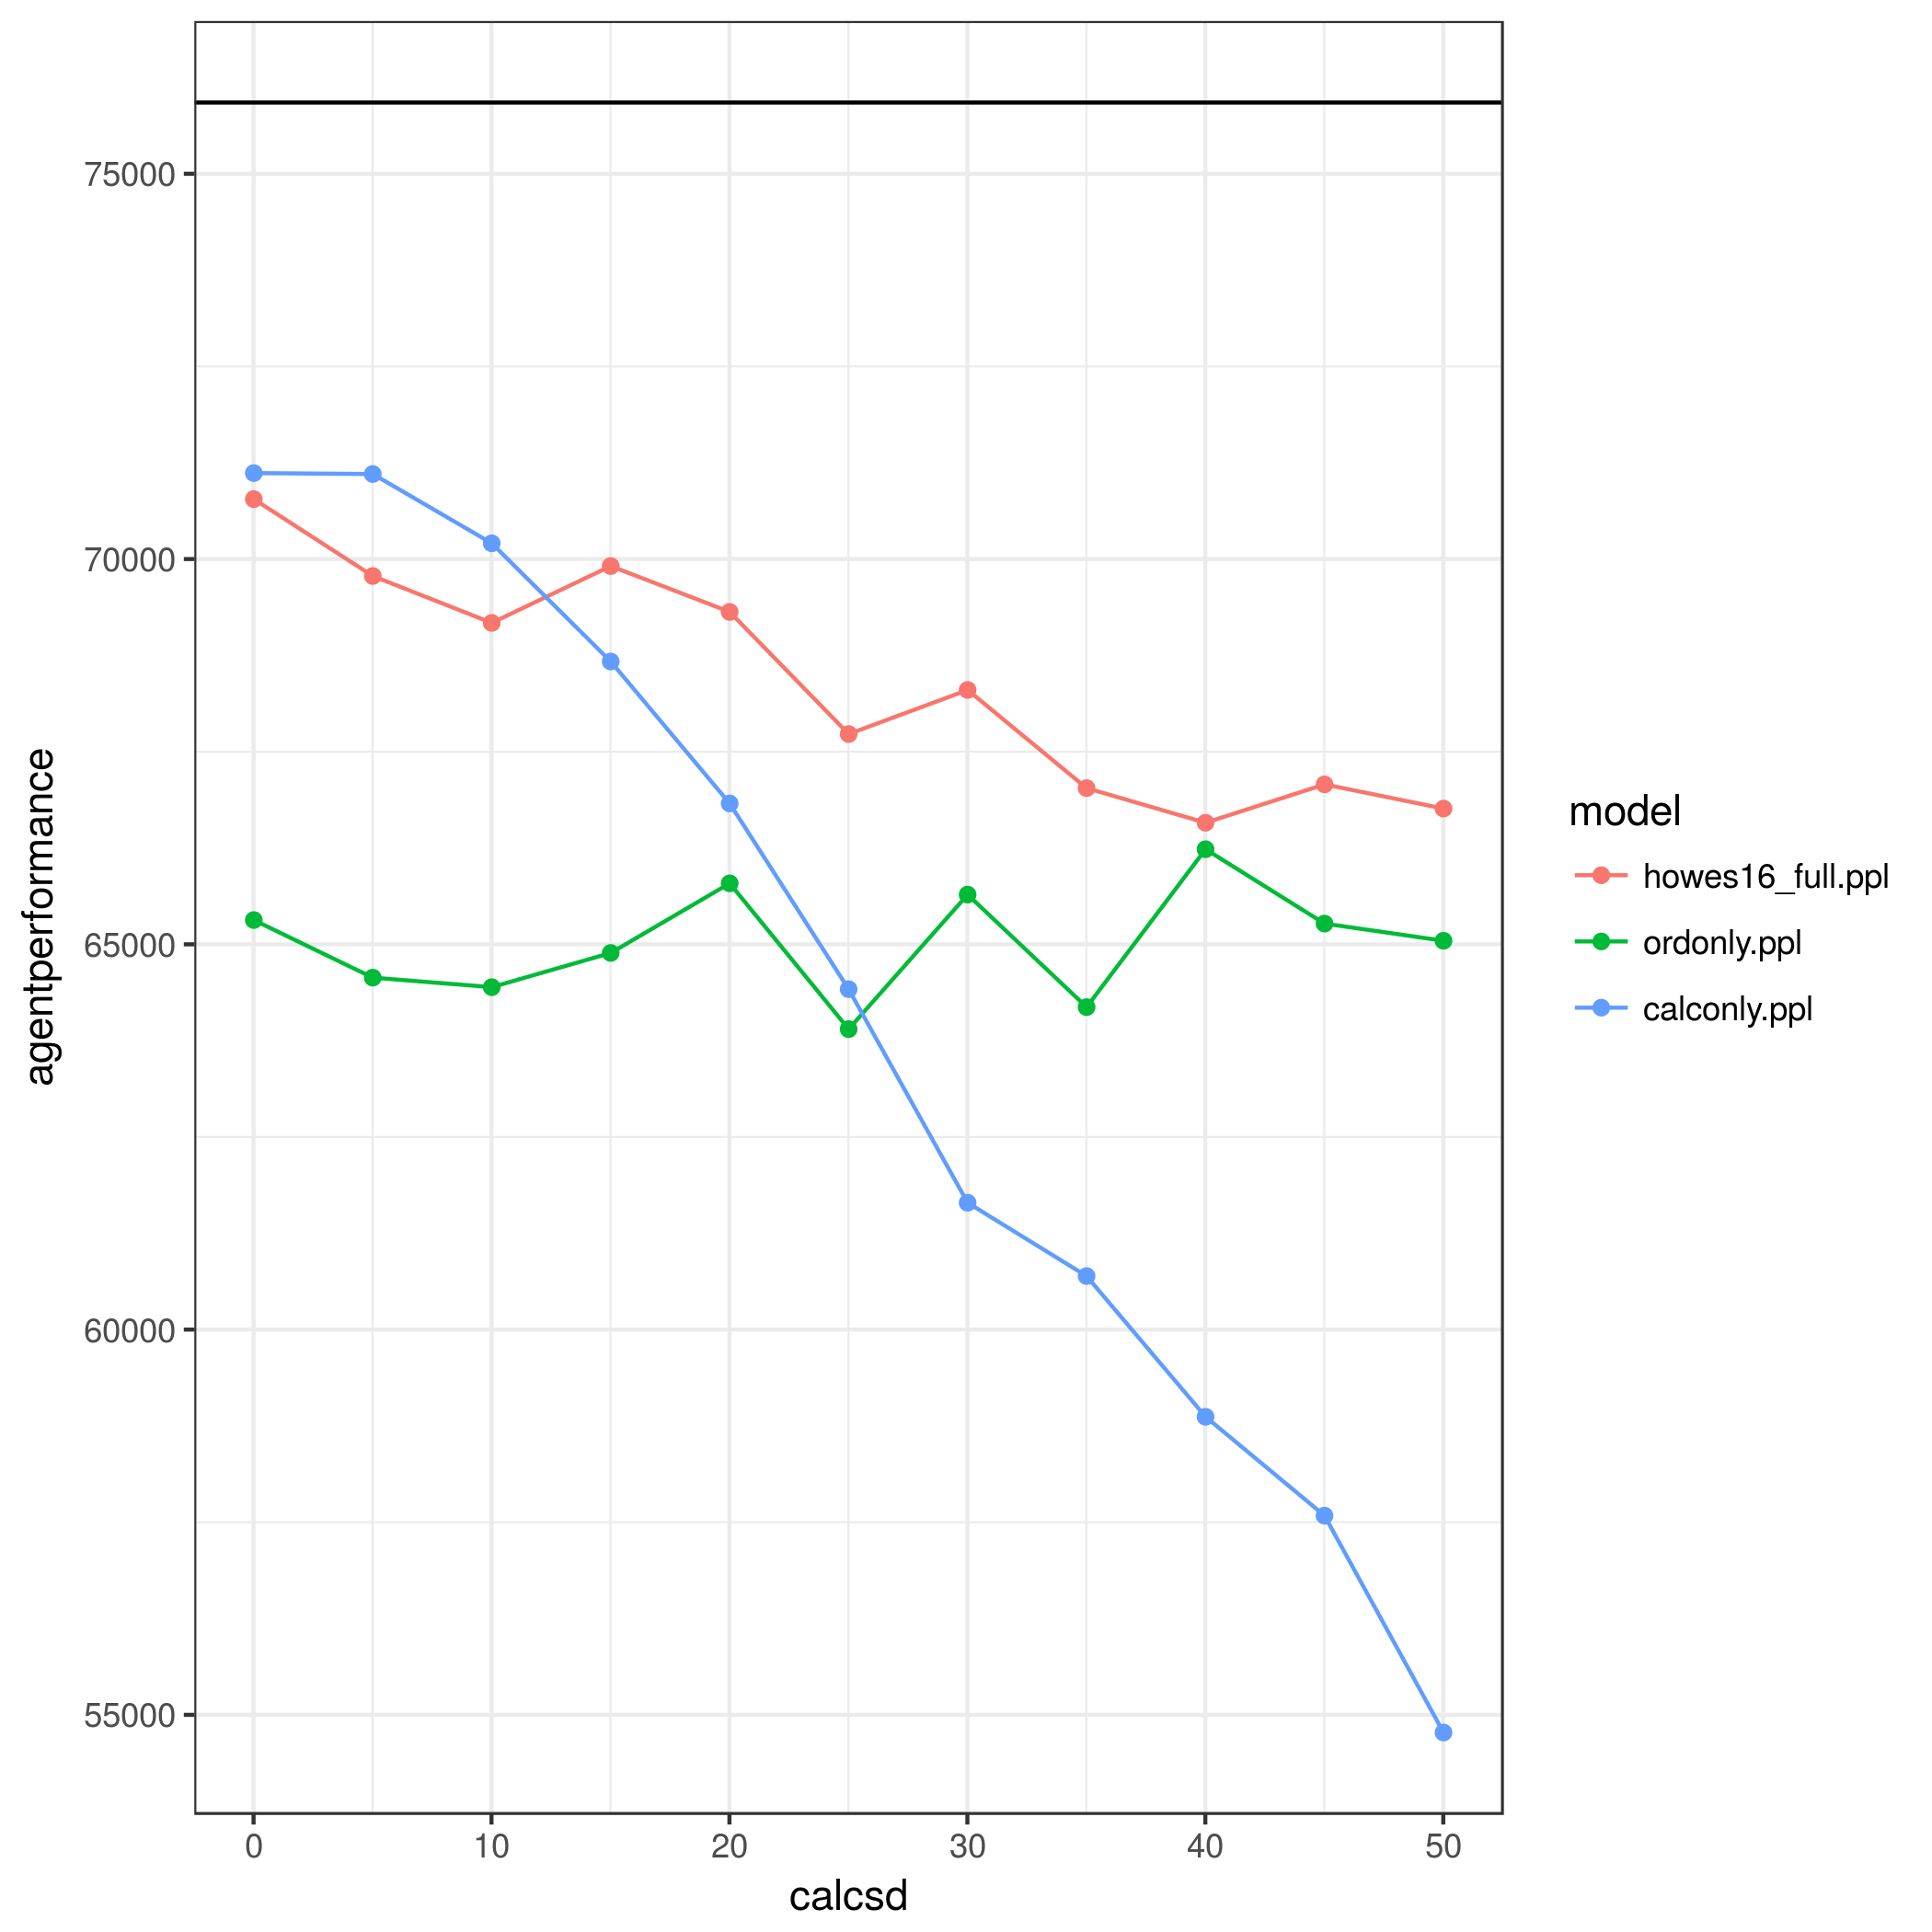 75000
70000
65000
60000
55000
agentperformance
0 10 20 30 40 50
calcsd
model
howes16_full.ppl
ordonly.ppl
calconly.ppl